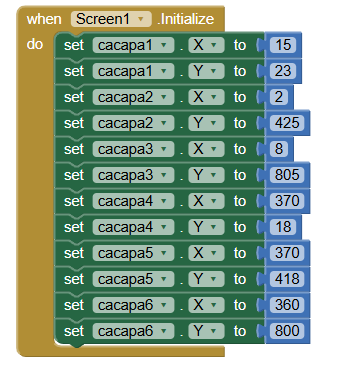 when Screen1 .Initialize
do set cacapa1 . X to 15
set cacapa1 . Y to 23
set cacapa2 . X to 2
set cacapa2 . Y to 425
set cacapa3 . X to 8
set cacapa3 . Y to 805
set cacapa4 . X to 370
set cacapa4 . Y to 18
set cacapa5 . X to 370
set cacapa5 . Y to 418
set cacapa6 . X to 360
set cacapa6 . Y to 800